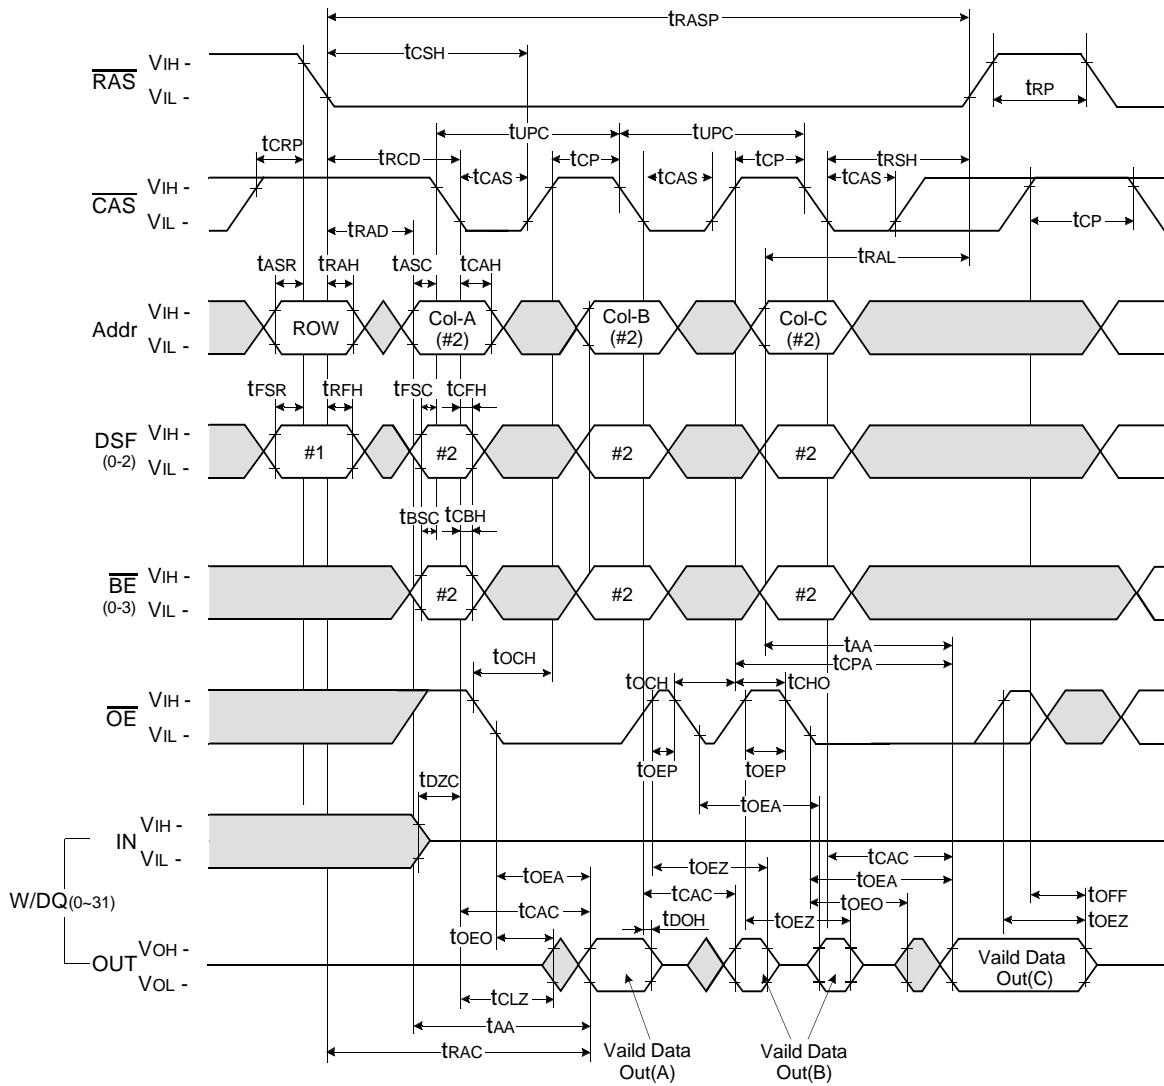 tRASP
tCSH
RAS
VIH -
VIL -
tRP
tUPC
tUPC
tCRP
tRCD
tCP
tCP
tRSH
tCAS
tCAS
tCAS
CAS
VIH -
VIL -
tCP
tRAD
tRAL
tASR
tRAH
tASC
tCAH
Addr
VIH -
VIL -
ROW
Col-A
(#2)
Col-B
(#2)
Col-C
(#2)
tFSR
tRFH
tFSC
tCFH
DSF
(0-2)
VIH -
VIL -
#1
#2
#2
#2
tBSC
tCBH
BE
(0-3)
VIH -
VIL -
#2
#2
#2
tAA
tCPA
tOCH
tOCH
tCHO
OE
VIH -
VIL -
tOEP
tOEP
tDZC
tOEA
IN
VIH -
VIL -
tCAC
tOEZ
tOEA
tOEA
W/DQ(0~31)
tCAC
tCAC
tOEO
tOFF
tDOH
tOEZ
tOEZ
tOEO
OUT
VOH -
VOL -
Vaild Data
Out(C)
tCLZ
tAA
tRAC
Vaild Data
Out(A)
Vaild Data
Out(B)